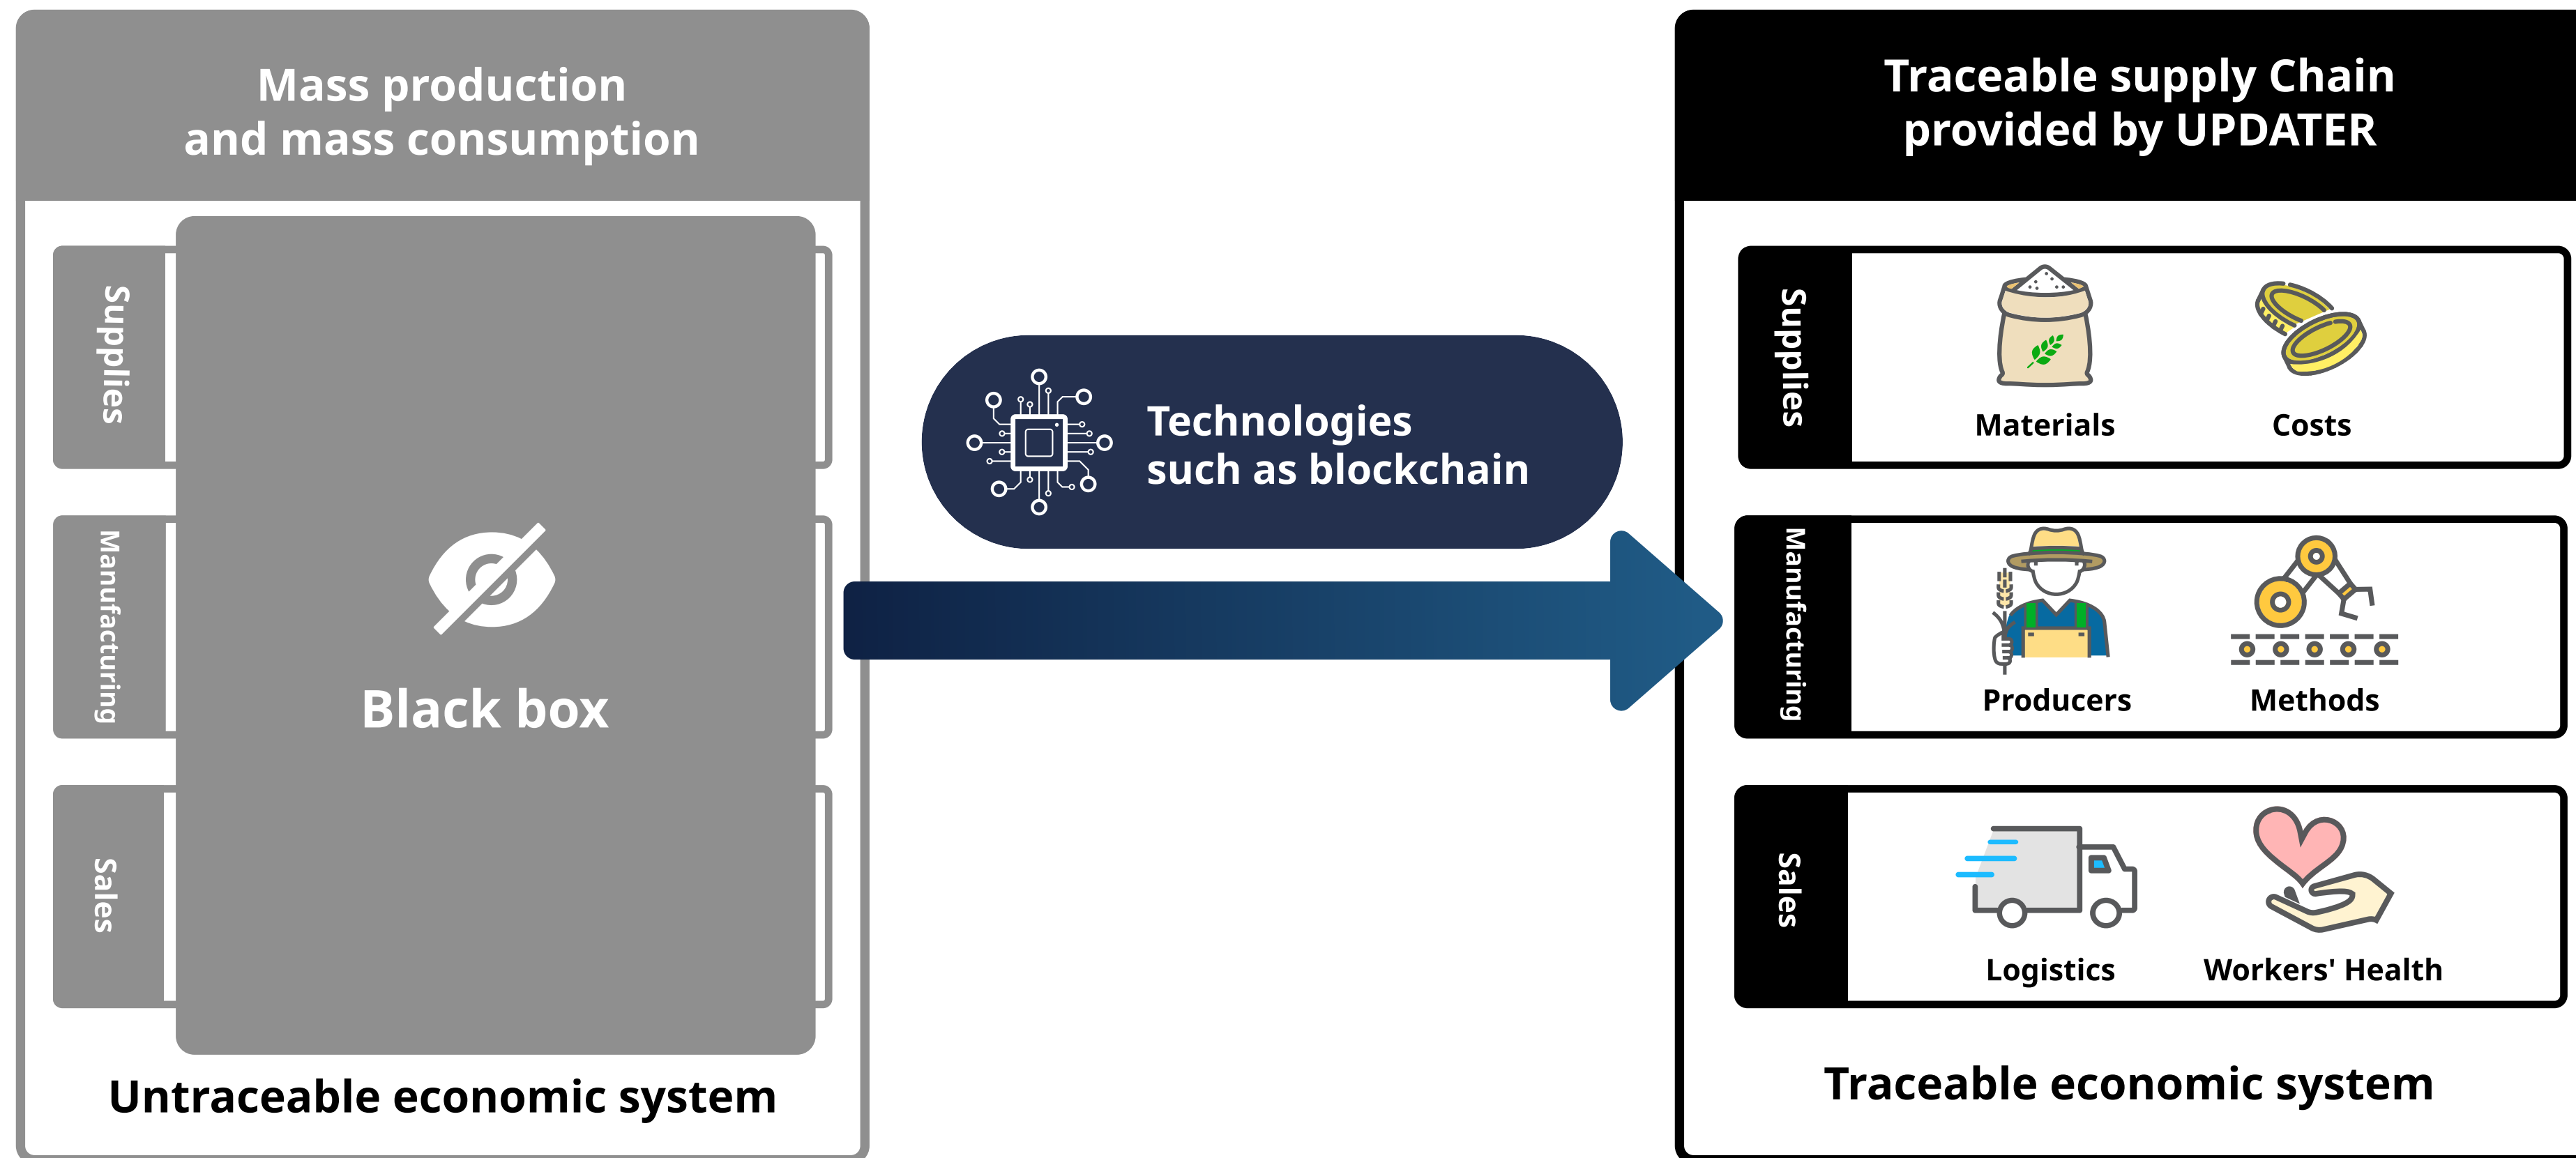 Mass production
and mass consumption
Supplies
Manufacturing
Sales
Black box
Untraceable economic system
Technologies
such as blockchain
Traceable supply Chain
provided by UPDATER
Supplies
Materials
Costs
Manufacturing
Producers
Methods
Sales
Logistics
Workers' Health
Traceable economic system